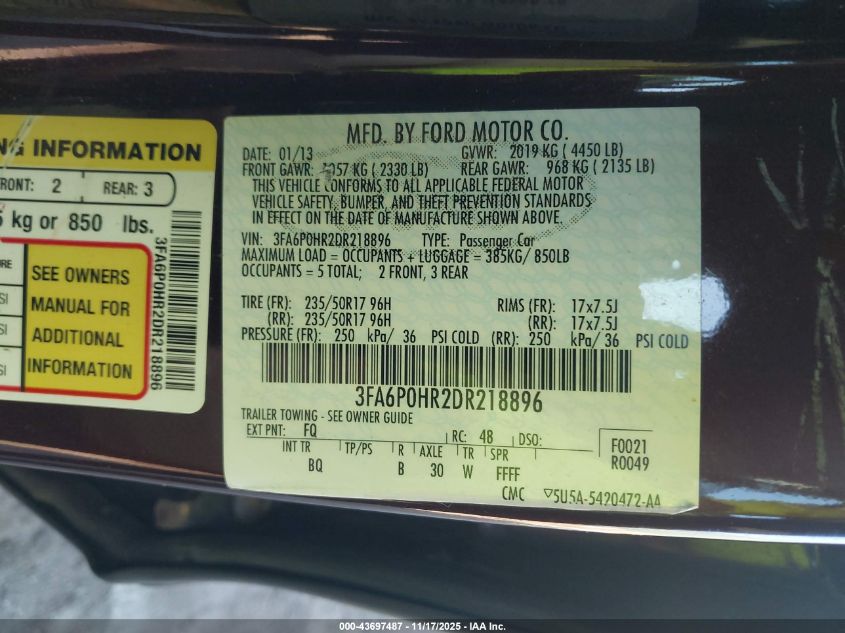 NG INFORMATION
FRONT: 2 REAR: 3
kg or 850 lbs.
SEE OWNERS
MANUAL FOR
ADDITIONAL
INFORMATION
3FA6P0HR2DR218896
MFD. BY FORD MOTOR CO.
DATE: 01/13 GVWR: 2019 KG ( 4450 LB)
FRONT GAWR: 1057 KG ( 2330 LB) REAR GAWR: 968 KG ( 2135 LB)
THIS VEHICLE CONFORMS TO ALL APPLICABLE FEDERAL MOTOR
VEHICLE SAFETY, BUMPER, AND THEFT PREVENTION STANDARDS
IN EFFECT ON THE DATE OF MANUFACTURE SHOWN ABOVE.
VIN: 3FA6P0HR2DR218896 TYPE: Passenger Car
MAXIMUM LOAD = OCCUPANTS + LUGGAGE = 385KG/ 850LB
OCCUPANTS = 5 TOTAL; 2 FRONT, 3 REAR
TIRE (FR): 235/50R17 96H RIMS (FR): 17x7.5J
(RR): 235/50R17 96H (RR): 17x7.5J
PRESSURE (FR): 250 kPa/ 36 PSI COLD (RR): 250 kPa/ 36 PSI COLD
3FA6P0HR2DR218896
TRAILER TOWING - SEE OWNER GUIDE
EXT PNT: FQ RC: 48 DSO: F0021
INT TR TP/PS R AXLE TR SPR R0049
BQ B 30 W FFFF
CMC ▽5U5A-5420472-AA
000-43697487 - 11/17/2025 - IAA Inc.